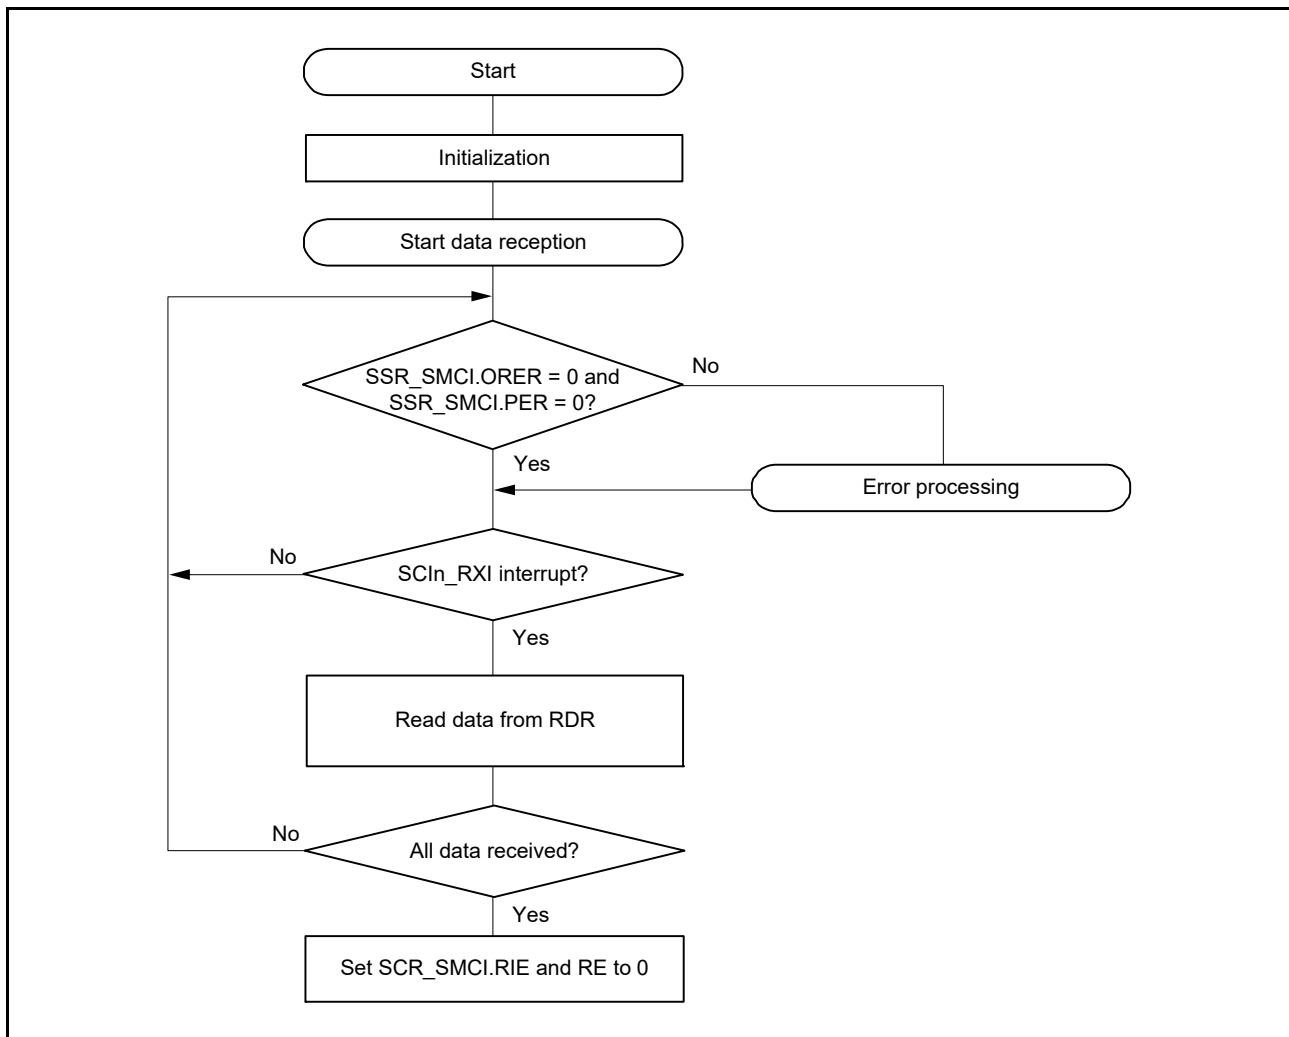 Start
Initialization
Start data reception
SSR_SMCI.ORER = 0 and
SSR_SMCI.PER = 0?
No
Yes
Error processing
No
SCIn_RXI interrupt?
Yes
Read data from RDR
No
All data received?
Yes
Set SCR_SMCI.RIE and RE to 0